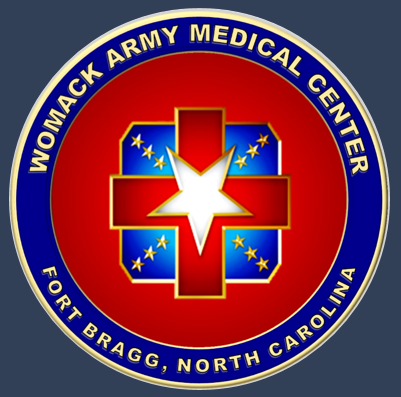 WOMACK ARMY MEDICAL CENTER
FORT BRAGG, NORTH CAROLINA